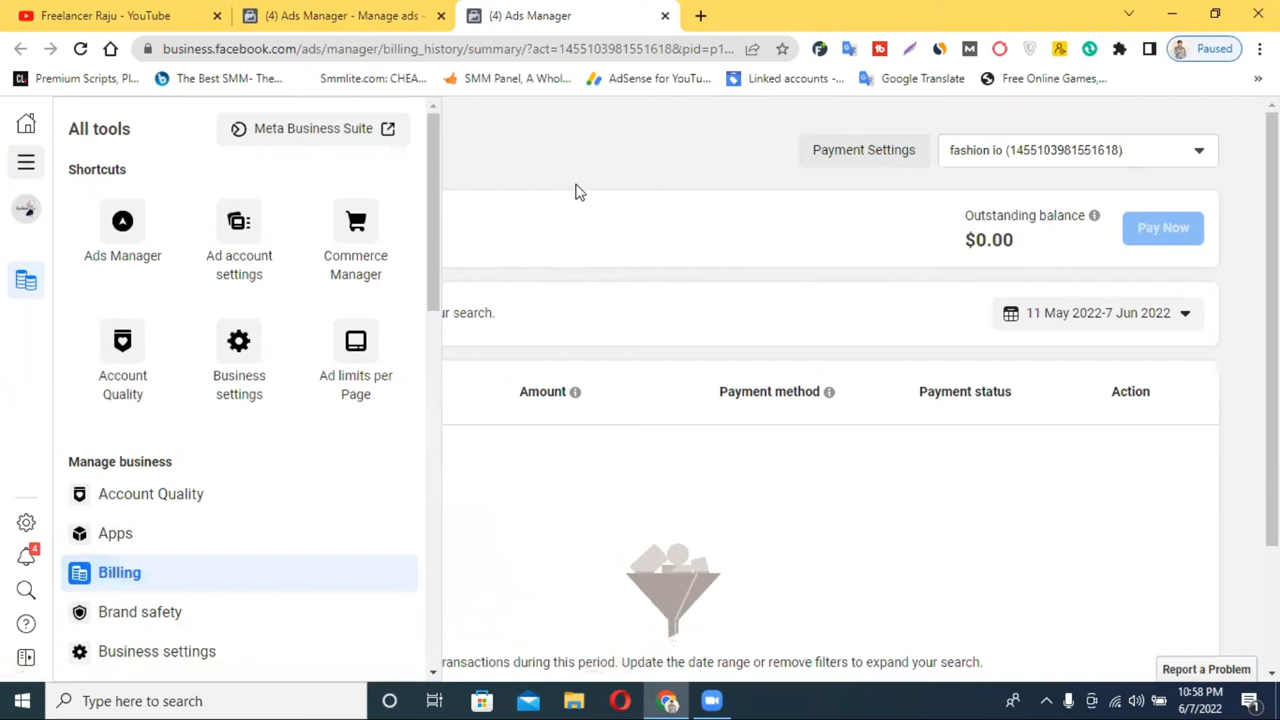 Freelancer Raju - YouTube
(4) Ads Manager - Manage ads -
(4) Ads Manager
business.facebook.com/ads/manager/billing_history/summary/?act=1455103981551618&pid=p1...
Paused
Premium Scripts, Pl...
The Best SMM- The...
Smmlite.com: CHEA...
SMM Panel, A Whol...
AdSense for YouTu...
Linked accounts -...
Google Translate
Free Online Games,...
»
All tools
Meta Business Suite
Payment Settings
fashion io (1455103981551618)
Shortcuts
Ads Manager
Ad account settings
Commerce Manager
Outstanding balance
$0.00
Pay Now
ur search.
11 May 2022-7 Jun 2022
Account Quality
Business settings
Ad limits per Page
Amount
Payment method
Payment status
Action
Manage business
Account Quality
Apps
Billing
Brand safety
Business settings
4
ransactions during this period. Update the date range or remove filters to expand your search.
Report a Problem
Type here to search
10:58 PM
6/7/2022
1